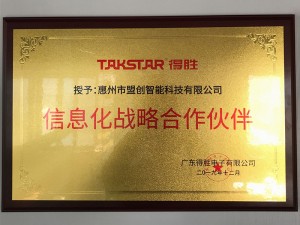 TAKSTAR 得胜
授予:惠州市盟创智能科技有限公司
信息化战略合作伙伴
广东得胜电子有限公司
二〇一九年十二月